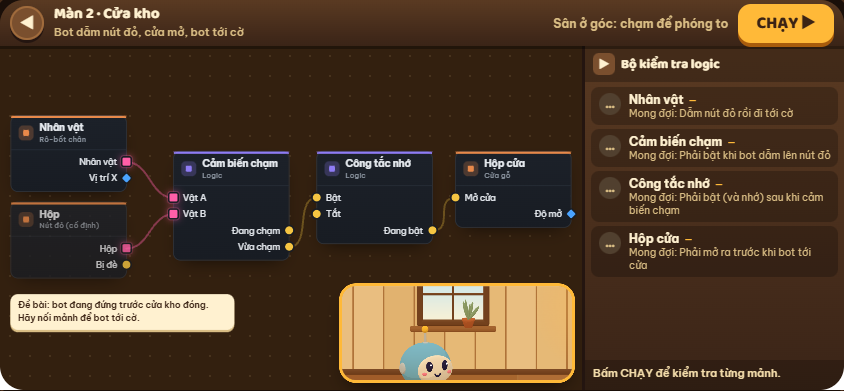 Màn 2 · Cửa kho
Bot dẫm nút đỏ, cửa mở, bot tới cờ
Sân ở góc: chạm để phóng to
CHẠY
Bộ kiểm tra logic
Nhân vật
Rô-bốt chân
Nhân vật
Vị trí X
Hộp
Nút đỏ (cố định)
Hộp
Bị đè
Cảm biến chạm
Logic
Vật A
Vật B
Đang chạm
Vừa chạm
Công tắc nhớ
Logic
Bật
Tắt
Đang bật
Hộp cửa
Cửa gỗ
Mở cửa
Độ mở
Đề bài: bot đang đứng trước cửa kho đóng.
Hãy nối mảnh để bot tới cờ.
... Nhân vật –
Mong đợi: Dẫm nút đỏ rồi đi tới cờ
... Cảm biến chạm –
Mong đợi: Phải bật khi bot dẫm lên nút đỏ
... Công tắc nhớ –
Mong đợi: Phải bật (và nhớ) sau khi cảm
biến chạm
... Hộp cửa –
Mong đợi: Phải mở ra trước khi bot tới
cửa
Bấm CHẠY để kiểm tra từng mảnh.